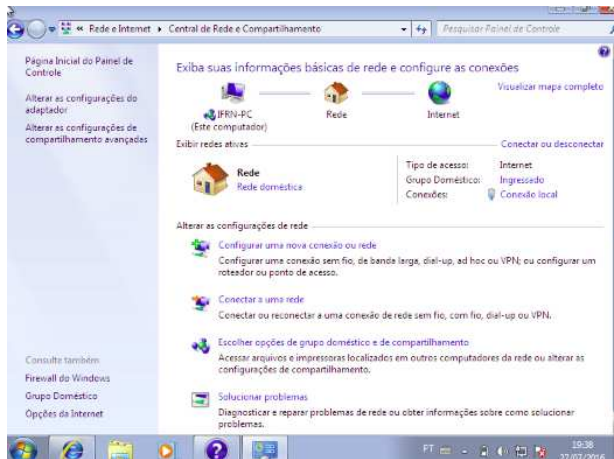 « Rede e Internet ▸ Central de Rede e Compartilhamento
Pesquisar Painel de Controle
Página Inicial do Painel de
Controle
Alterar as configurações do
adaptador
Alterar as configurações de
compartilhamento avançadas
Exiba suas informações básicas de rede e configure as conexões
Visualizar mapa completo
IFRN-PC
(Este computador)
Rede
Internet
Exibir redes ativas
Conectar ou desconectar
Rede
Rede doméstica
Tipo de acesso: Internet
Grupo Doméstico: Ingressado
Conexões: Conexão local
Alterar as configurações de rede
Configurar uma nova conexão ou rede
Configurar uma conexão sem fio, de banda larga, dial-up, ad hoc ou VPN; ou configurar um
roteador ou ponto de acesso.
Conectar a uma rede
Conectar ou reconectar a uma conexão de rede sem fio, com fio, dial-up ou VPN.
Escolher opções de grupo doméstico e de compartilhamento
Acessar arquivos e impressoras localizados em outros computadores da rede ou alterar as
configurações de compartilhamento.
Solucionar problemas
Diagnosticar e reparar problemas de rede ou obter informações sobre como solucionar
problemas.
Consulte também
Firewall do Windows
Grupo Doméstico
Opções da Internet
PT
19:38
27/07/2016